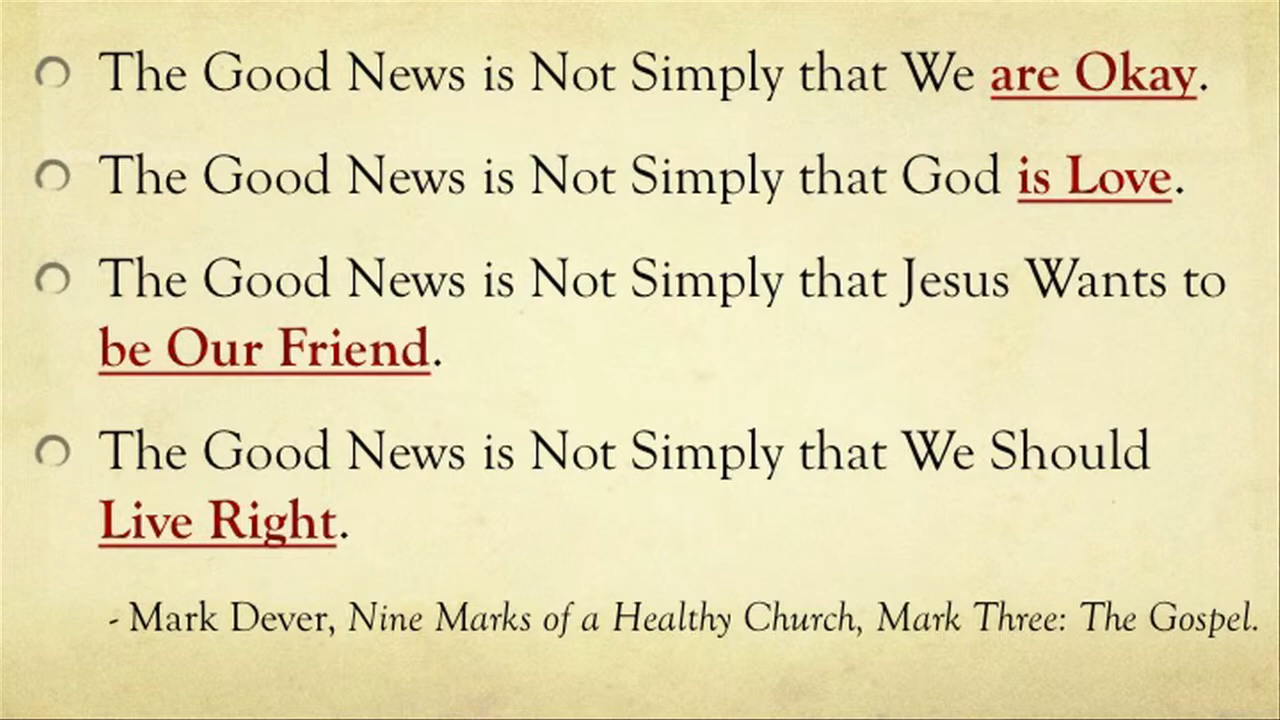 The Good News is Not Simply that We are Okay.
The Good News is Not Simply that God is Love.
The Good News is Not Simply that Jesus Wants to
be Our Friend.
The Good News is Not Simply that We Should
Live Right.
- Mark Dever, Nine Marks of a Healthy Church, Mark Three: The Gospel.